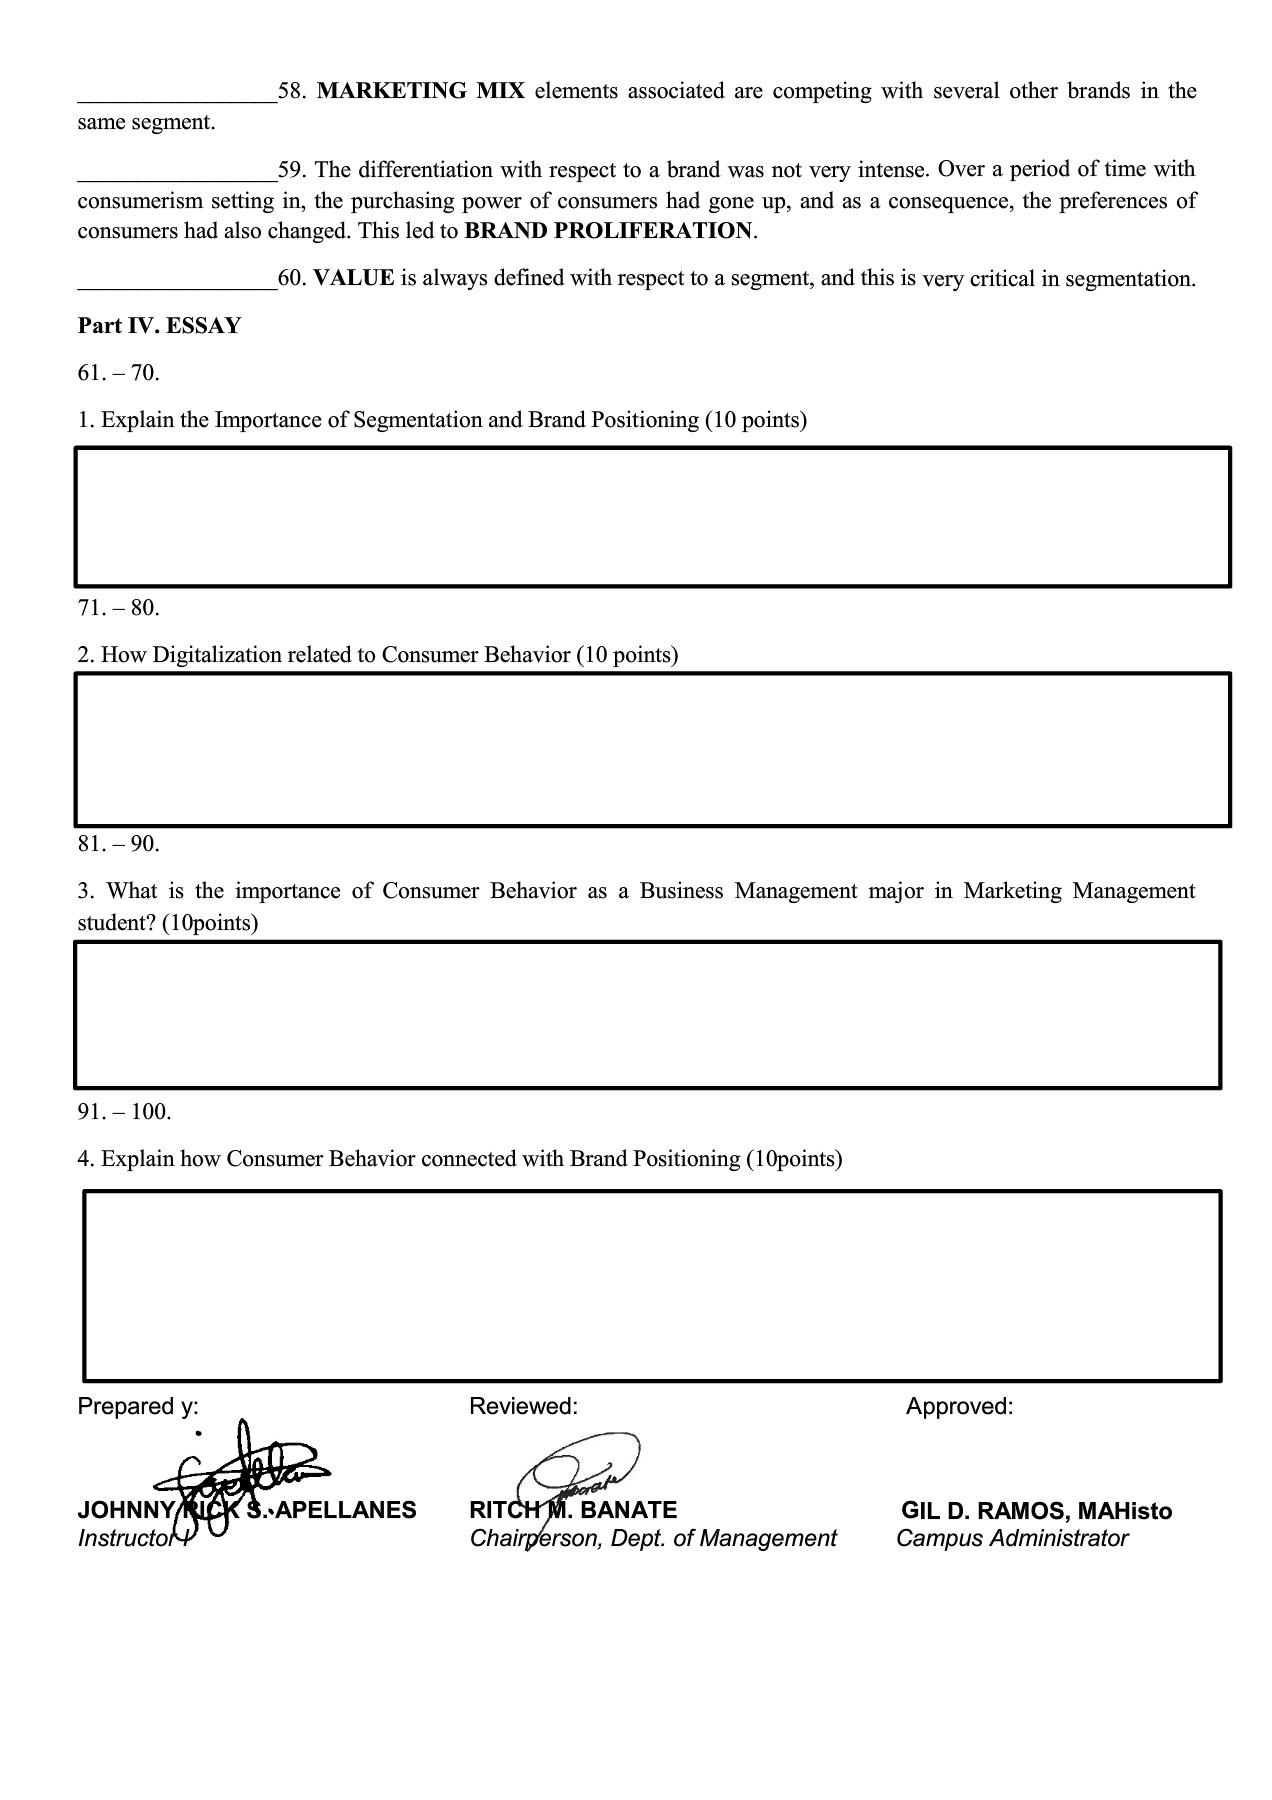 _________________58. MARKETING MIX elements associated are competing with several other brands in the
same segment.
_________________59. The differentiation with respect to a brand was not very intense. Over a period of time with
consumerism setting in, the purchasing power of consumers had gone up, and as a consequence, the preferences of
consumers had also changed. This led to BRAND PROLIFERATION.
_________________60. VALUE is always defined with respect to a segment, and this is very critical in segmentation.
Part IV. ESSAY
61. – 70.
1. Explain the Importance of Segmentation and Brand Positioning (10 points)
71. – 80.
2. How Digitalization related to Consumer Behavior (10 points)
81. – 90.
3. What is the importance of Consumer Behavior as a Business Management major in Marketing Management
student? (10points)
91. – 100.
4. Explain how Consumer Behavior connected with Brand Positioning (10points)
Prepared y: Reviewed: Approved:
JOHNNY RICK S. APELLANES RITCH M. BANATE GIL D. RAMOS, MAHisto
Instructor I Chairperson, Dept. of Management Campus Administrator